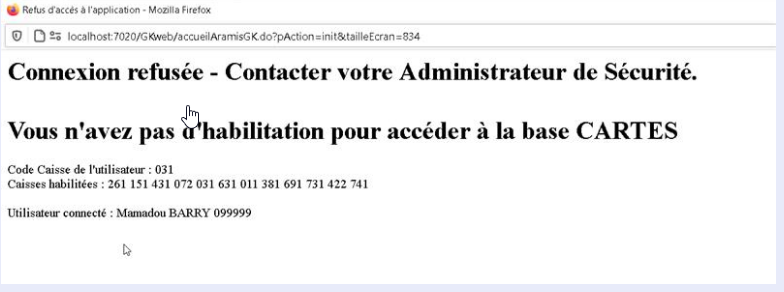 Refus d'accés à l'application - Mozilla Firefox
localhost:7020/GKweb/accueilAramisGK.do?pAction=init&tailleEcran=834
Connexion refusée - Contacter votre Administrateur de Sécurité.
Vous n'avez pas d'habilitation pour accéder à la base CARTES
Code Caisse de l'utilisateur : 031
Caisses habilitées : 261 151 431 072 031 631 011 381 691 731 422 741
Utilisateur connecté : Mamadou BARRY 099999